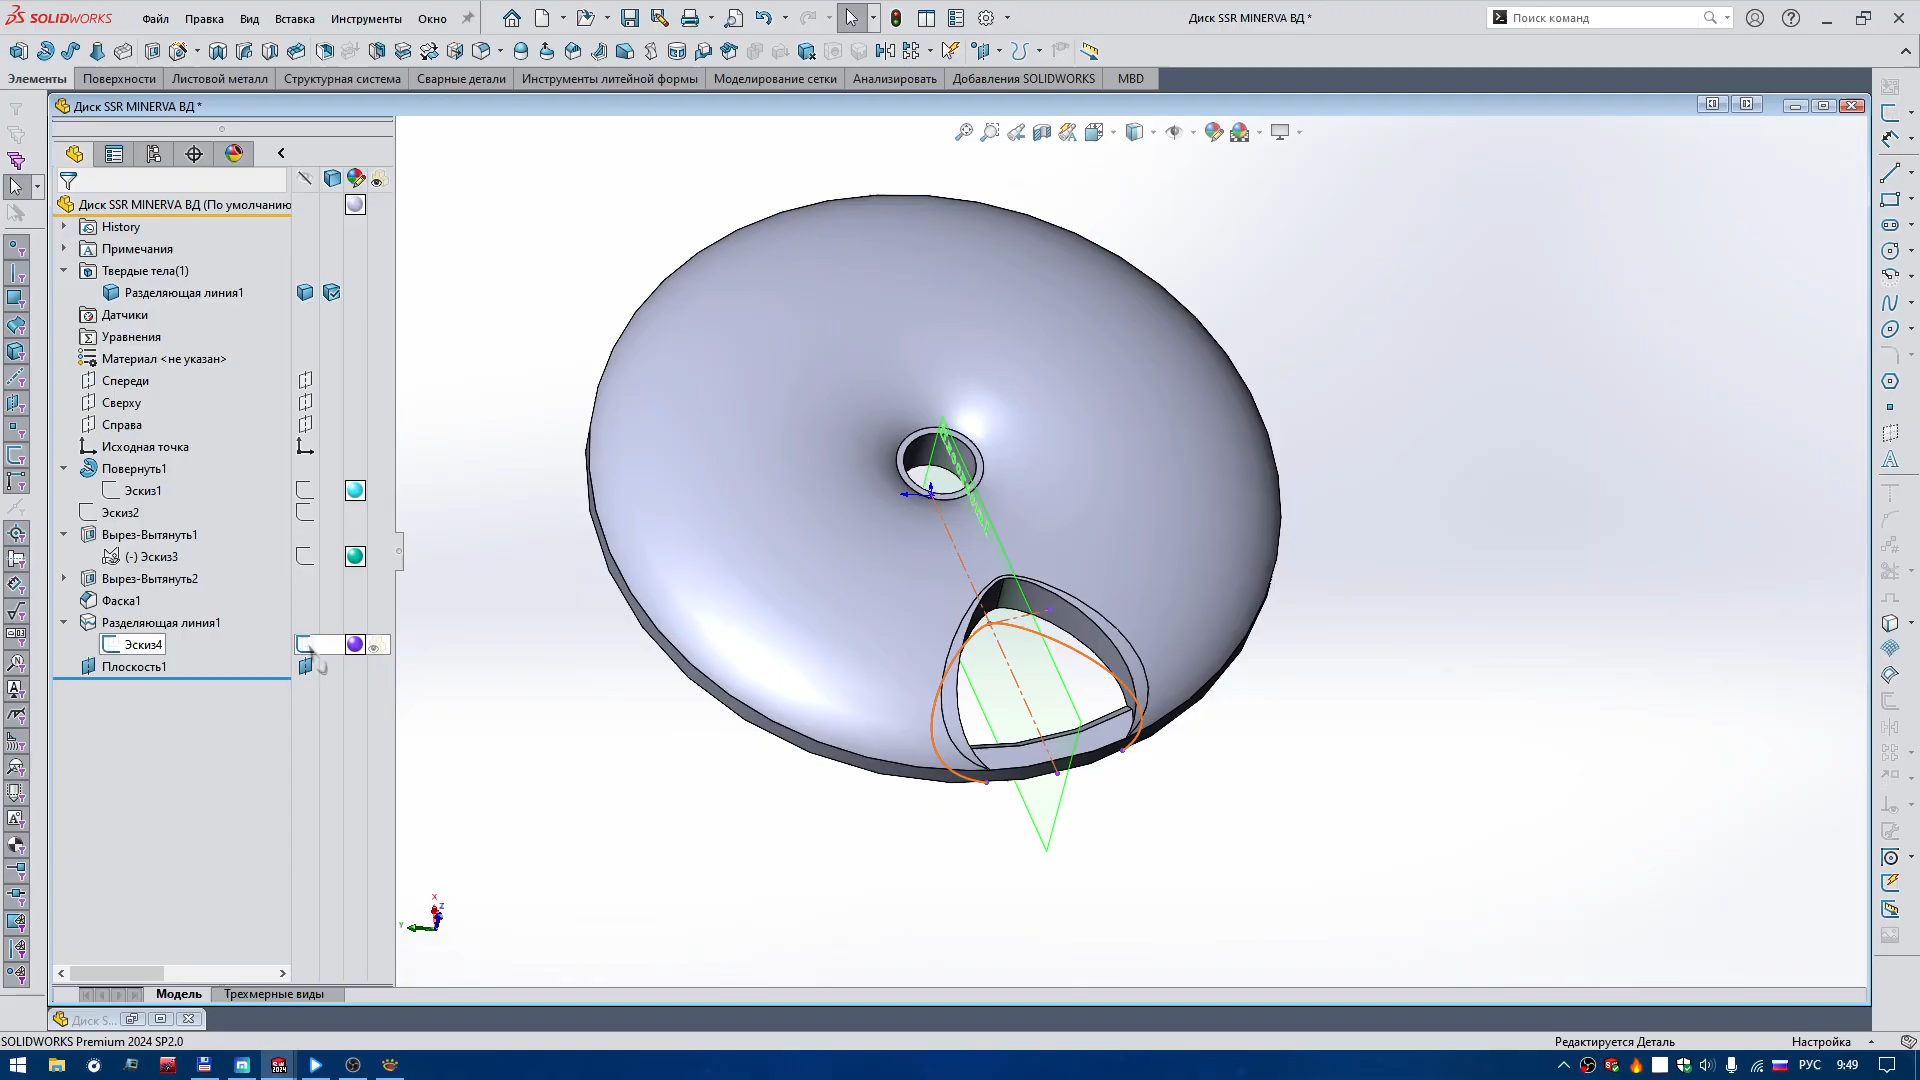 SOLIDWORKS
Файл
Правка
Вид
Вставка
Инструменты
Окно
Диск SSR MINERVA ВД *
Поиск команд
Элементы
Поверхности
Листовой металл
Структурная система
Сварные детали
Инструменты литейной формы
Моделирование сетки
Анализировать
Добавления SOLIDWORKS
MBD
Диск SSR MINERVA ВД *
Диск SSR MINERVA ВД (По умолчанию
History
Примечания
Твердые тела(1)
Разделяющая линия1
Датчики
Уравнения
Материал <не указан>
Спереди
Сверху
Справа
Исходная точка
Повернуть1
Эскиз1
Эскиз2
Вырез-Вытянуть1
(-) Эскиз3
Вырез-Вытянуть2
Фаска1
Разделяющая линия1
Эскиз4
Плоскость1
X
Z
Y
Модель
Трехмерные виды
Диск S...
SOLIDWORKS Premium 2024 SP2.0
Редактируется Деталь
Настройка
РУС
9:49